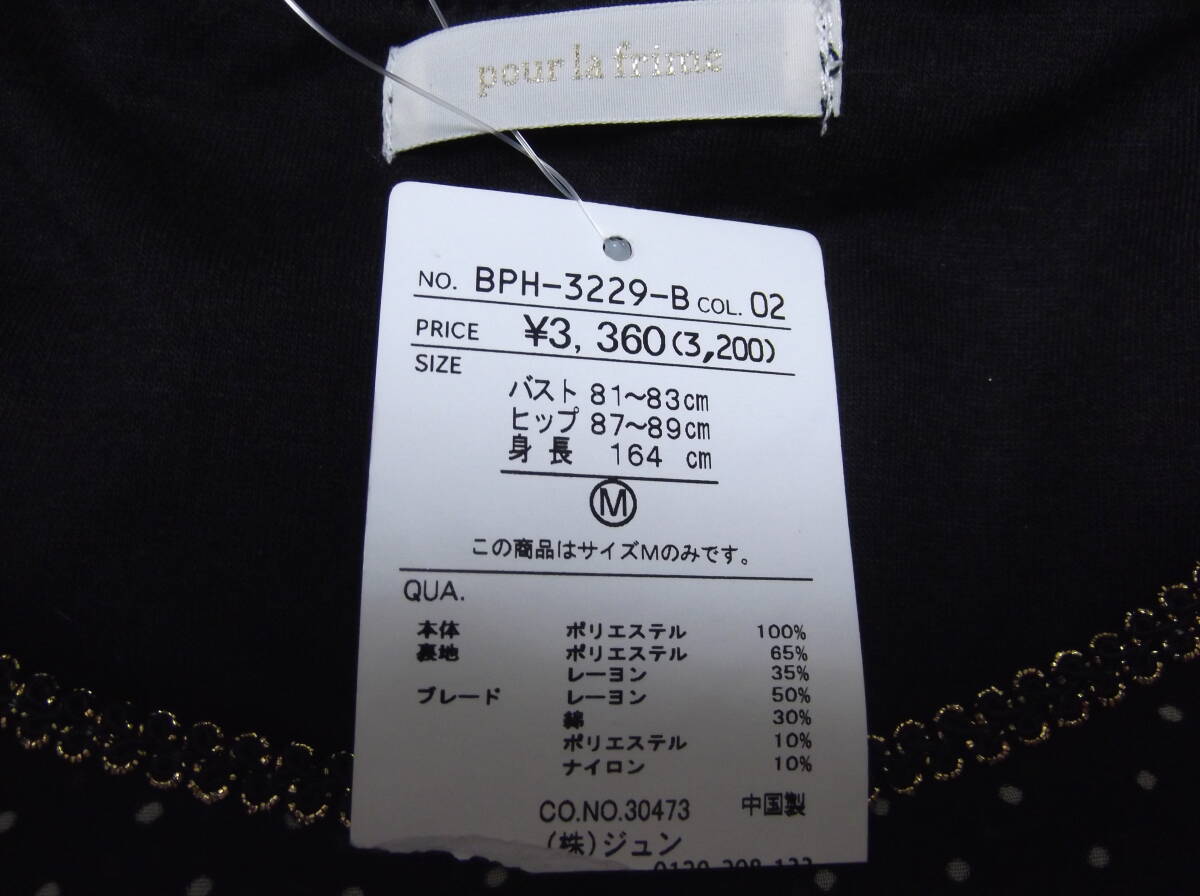 pour la frime
NO. BPH-3229-B COL. 02
PRICE ¥3,360(3,200)
SIZE
バスト 81～83cm
ヒップ 87～89cm
身長 164 cm
M
この商品はサイズMのみです。
QUA.
本体 ポリエステル 100%
裏地 ポリエステル 65%
レーヨン 35%
ブレード レーヨン 50%
綿 30%
ポリエステル 10%
ナイロン 10%
CO.NO.30473 中国製
(株)ジュン